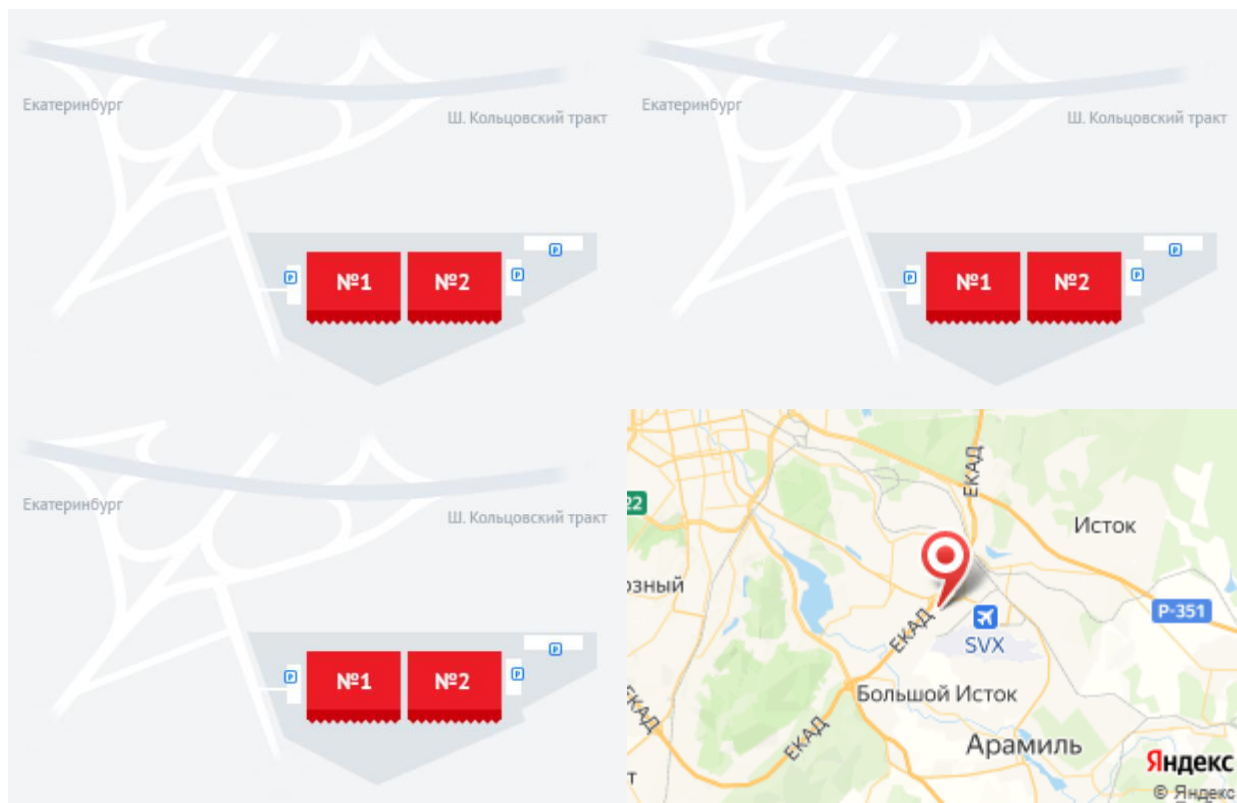 Екатеринбург
Ш. Кольцовский тракт
P
P
P
№1
№2
Екатеринбург
Ш. Кольцовский тракт
P
P
P
№1
№2
Екатеринбург
Ш. Кольцовский тракт
P
P
P
№1
№2
ЕКАД
22
Исток
озный
Р-351
ЕКАД
SVX
Большой Исток
ЕКАД
ЕКАД
Арамиль
Яндекс
т
© Яндекс